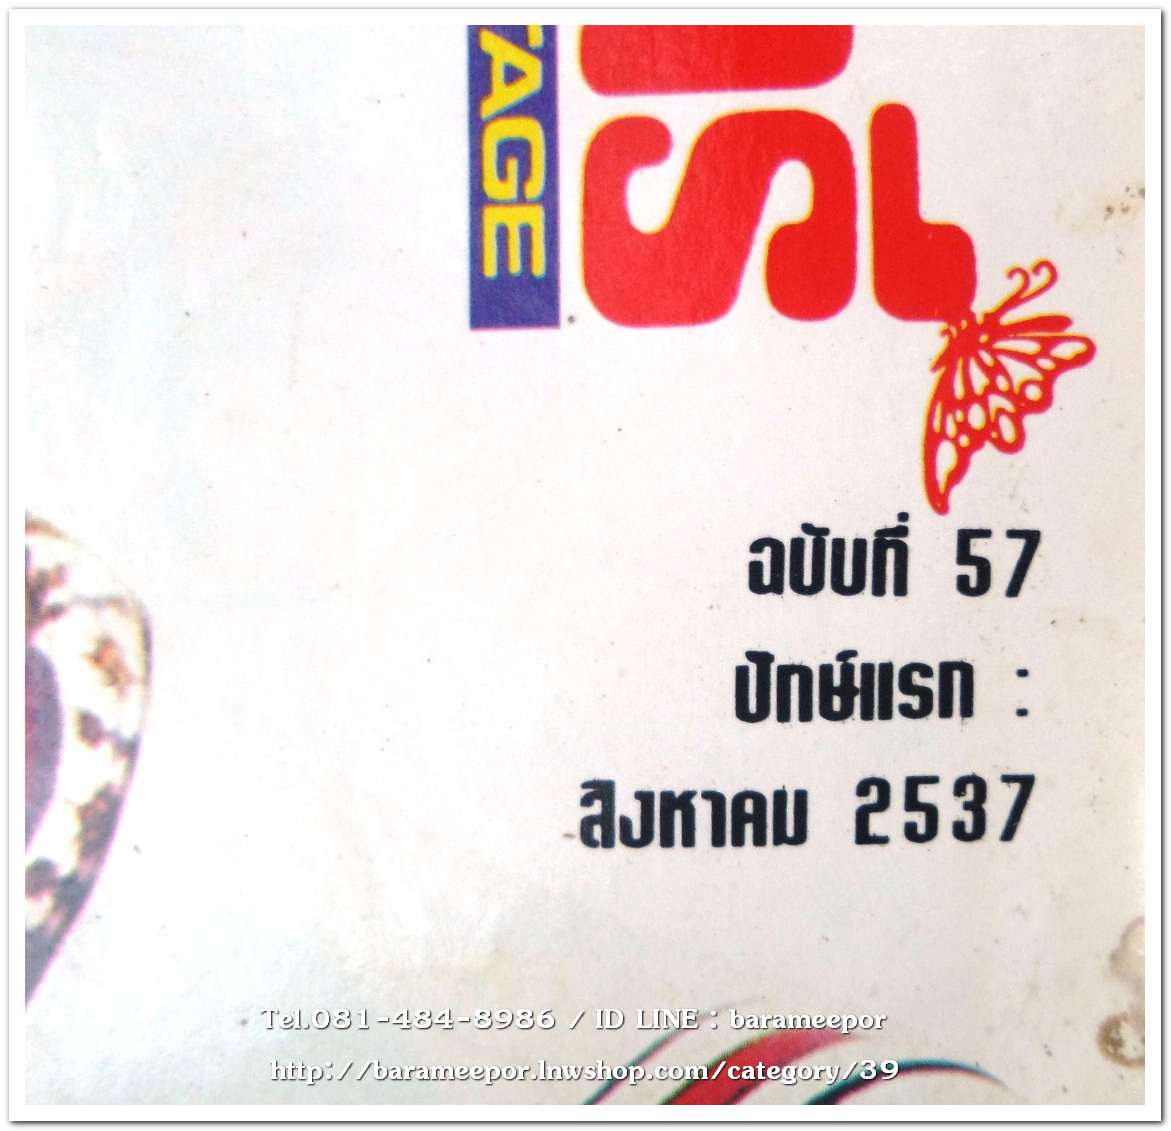 TAGE
ฉบับที่ 57
ปักษ์แรก :
สิงหาคม 2537
Tel.081-484-8986 / ID LINE : barameepor
http://barameepor.lnwshop.com/category/39